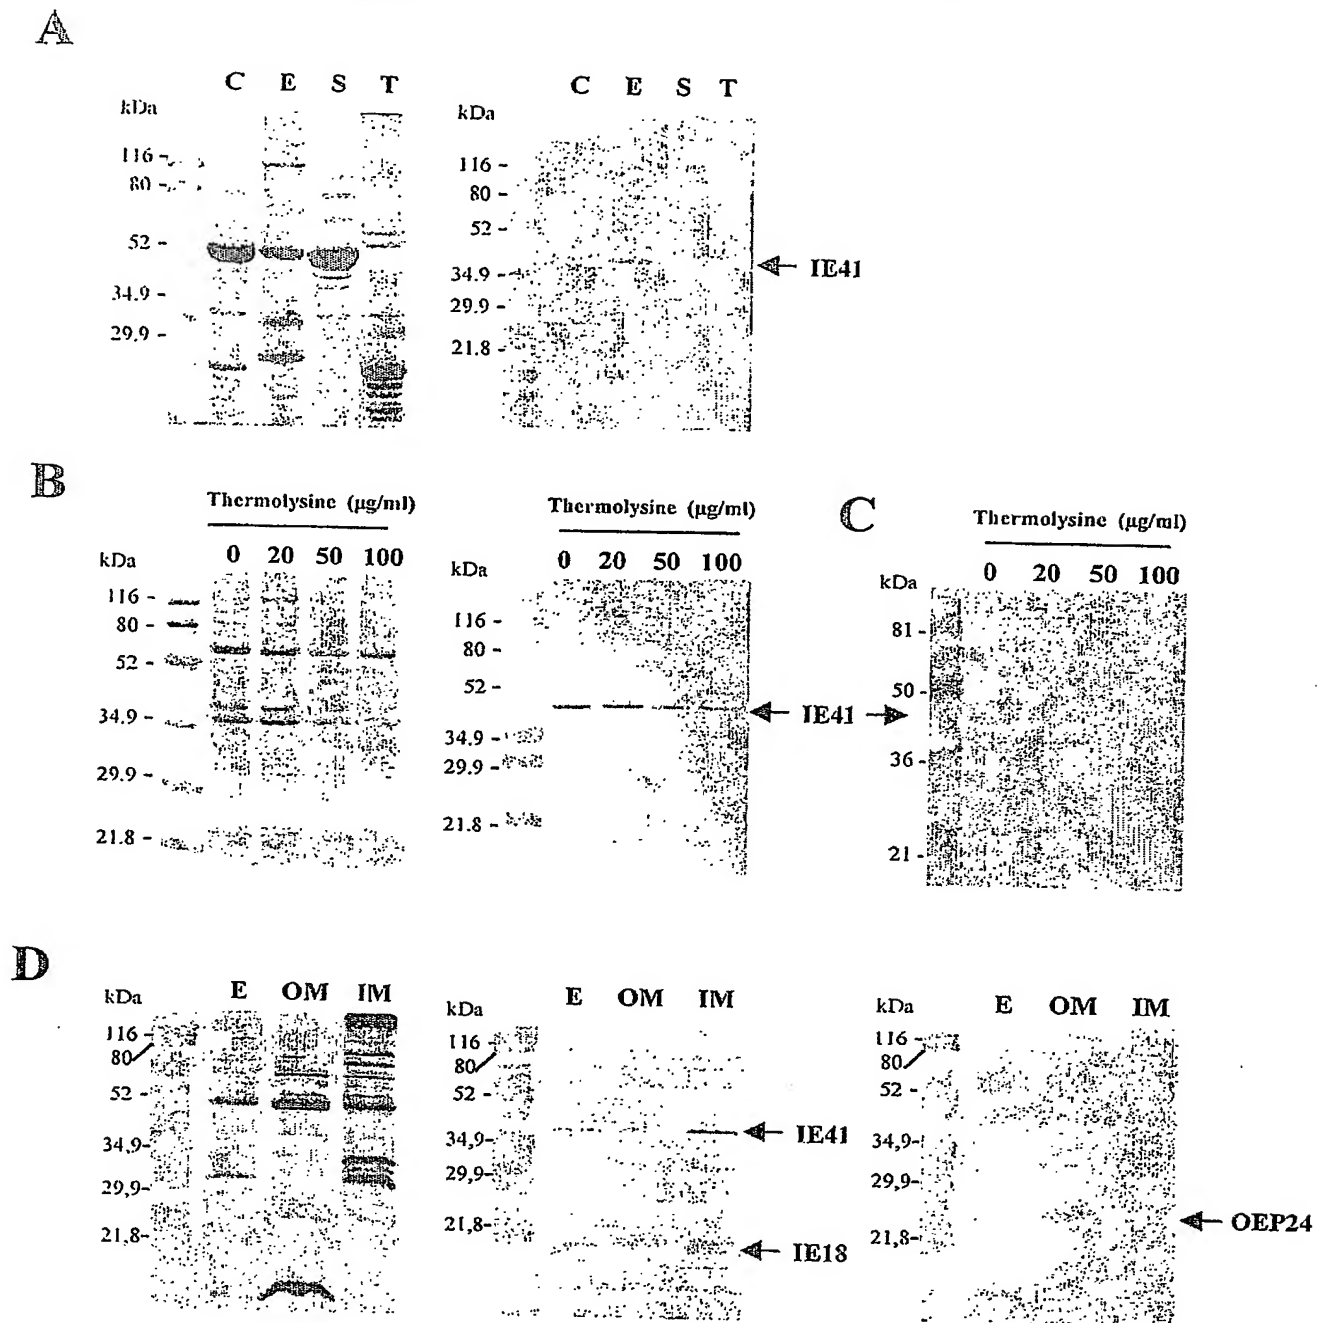 A
C E S T
kDa
116 -
80 -
52 -
34.9 -
29.9 -
C E S T
kDa
116 -
80 -
52 -
34.9 -
29.9 -
21.8 -
IE41
B
Thermolysine (µg/ml)
0 20 50 100
kDa
116 -
80 -
52 -
34.9 -
29.9 -
21.8 -
Thermolysine (µg/ml)
0 20 50 100
kDa
116 -
80 -
52 -
34.9 -
29.9 -
21.8 -
IE41
C
Thermolysine (µg/ml)
0 20 50 100
kDa
81 -
50 -
36 -
21 -
D
E OM IM
kDa
116 -
80
52 -
34,9-
29,9-
21,8-
E OM IM
kDa
116 -
80
52 -
34,9-
29,9-
21,8-
IE41
IE18
E OM IM
kDa
116 -
80
52 -
34,9-
29,9-
21,8-
OEP24